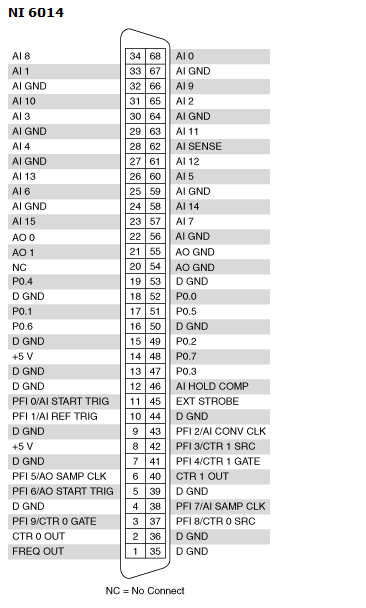 NI 6014
AI 8 34 68 AI 0
AI 1 33 67 AI GND
AI GND 32 66 AI 9
AI 10 31 65 AI 2
AI 3 30 64 AI GND
AI GND 29 63 AI 11
AI 4 28 62 AI SENSE
AI GND 27 61 AI 12
AI 13 26 60 AI 5
AI 6 25 59 AI GND
AI GND 24 58 AI 14
AI 15 23 57 AI 7
AO 0 22 56 AI GND
AO 1 21 55 AO GND
NC 20 54 AO GND
P0.4 19 53 D GND
D GND 18 52 P0.0
P0.1 17 51 P0.5
P0.6 16 50 D GND
D GND 15 49 P0.2
+5 V 14 48 P0.7
D GND 13 47 P0.3
D GND 12 46 AI HOLD COMP
PFI 0/AI START TRIG 11 45 EXT STROBE
PFI 1/AI REF TRIG 10 44 D GND
D GND 9 43 PFI 2/AI CONV CLK
+5 V 8 42 PFI 3/CTR 1 SRC
D GND 7 41 PFI 4/CTR 1 GATE
PFI 5/AO SAMP CLK 6 40 CTR 1 OUT
PFI 6/AO START TRIG 5 39 D GND
D GND 4 38 PFI 7/AI SAMP CLK
PFI 9/CTR 0 GATE 3 37 PFI 8/CTR 0 SRC
CTR 0 OUT 2 36 D GND
FREQ OUT 1 35 D GND
NC = No Connect